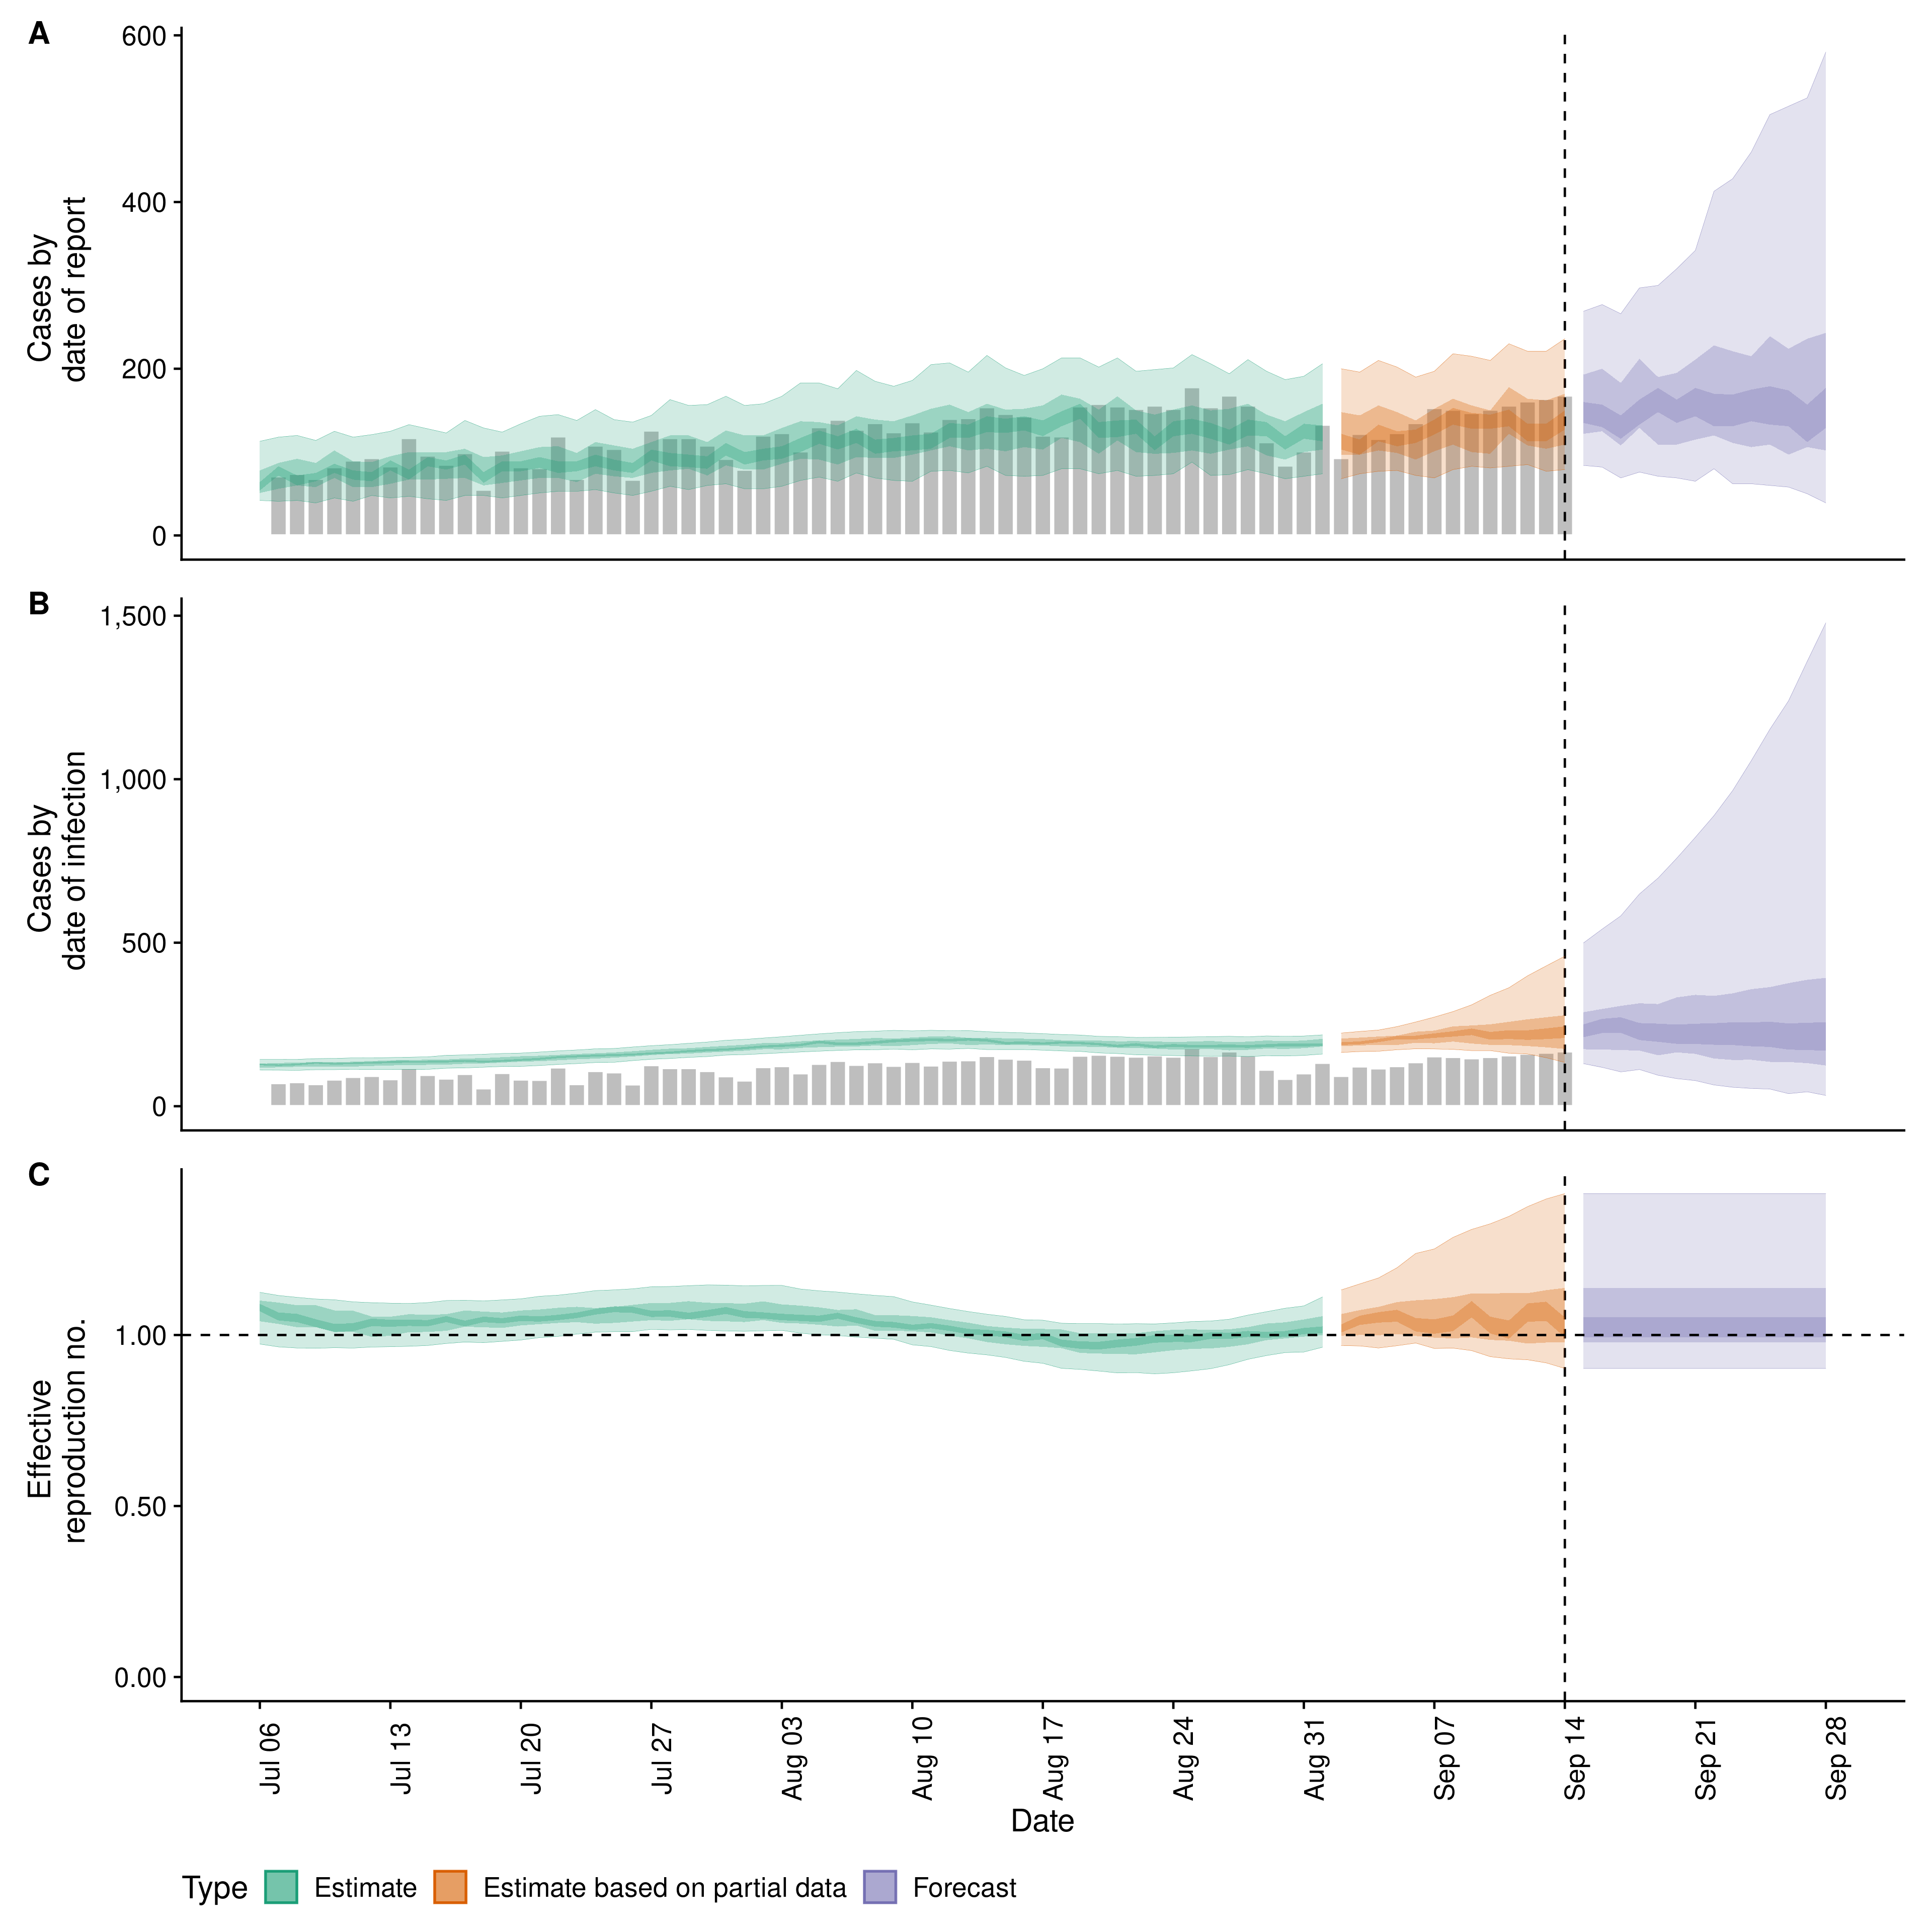 A
600
400
200
0
Cases by
date of report
B
1,500
1,000
500
0
Cases by
date of infection
C
1.00
0.50
0.00
Effective
reproduction no.
Jul 06
Jul 13
Jul 20
Jul 27
Aug 03
Aug 10
Aug 17
Aug 24
Aug 31
Sep 07
Sep 14
Sep 21
Sep 28
Date
Type Estimate Estimate based on partial data Forecast